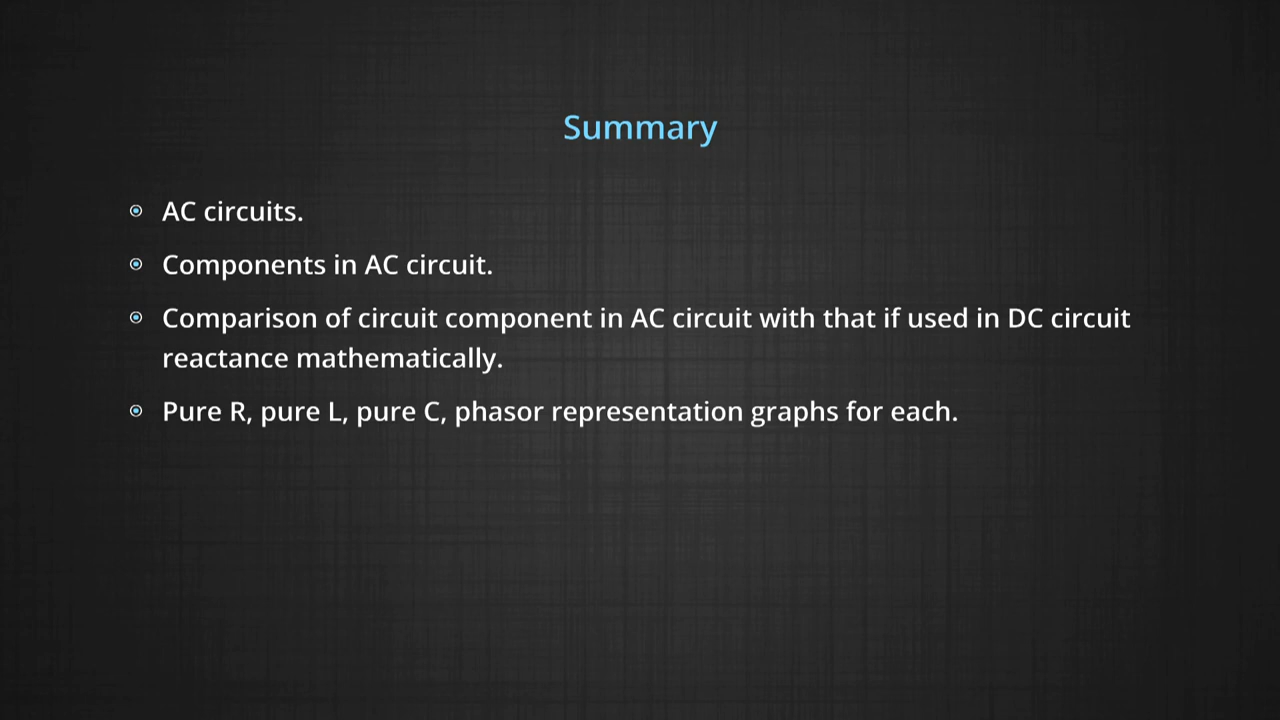 Summary
AC circuits.
Components in AC circuit.
Comparison of circuit component in AC circuit with that if used in DC circuit
reactance mathematically.
Pure R, pure L, pure C, phasor representation graphs for each.